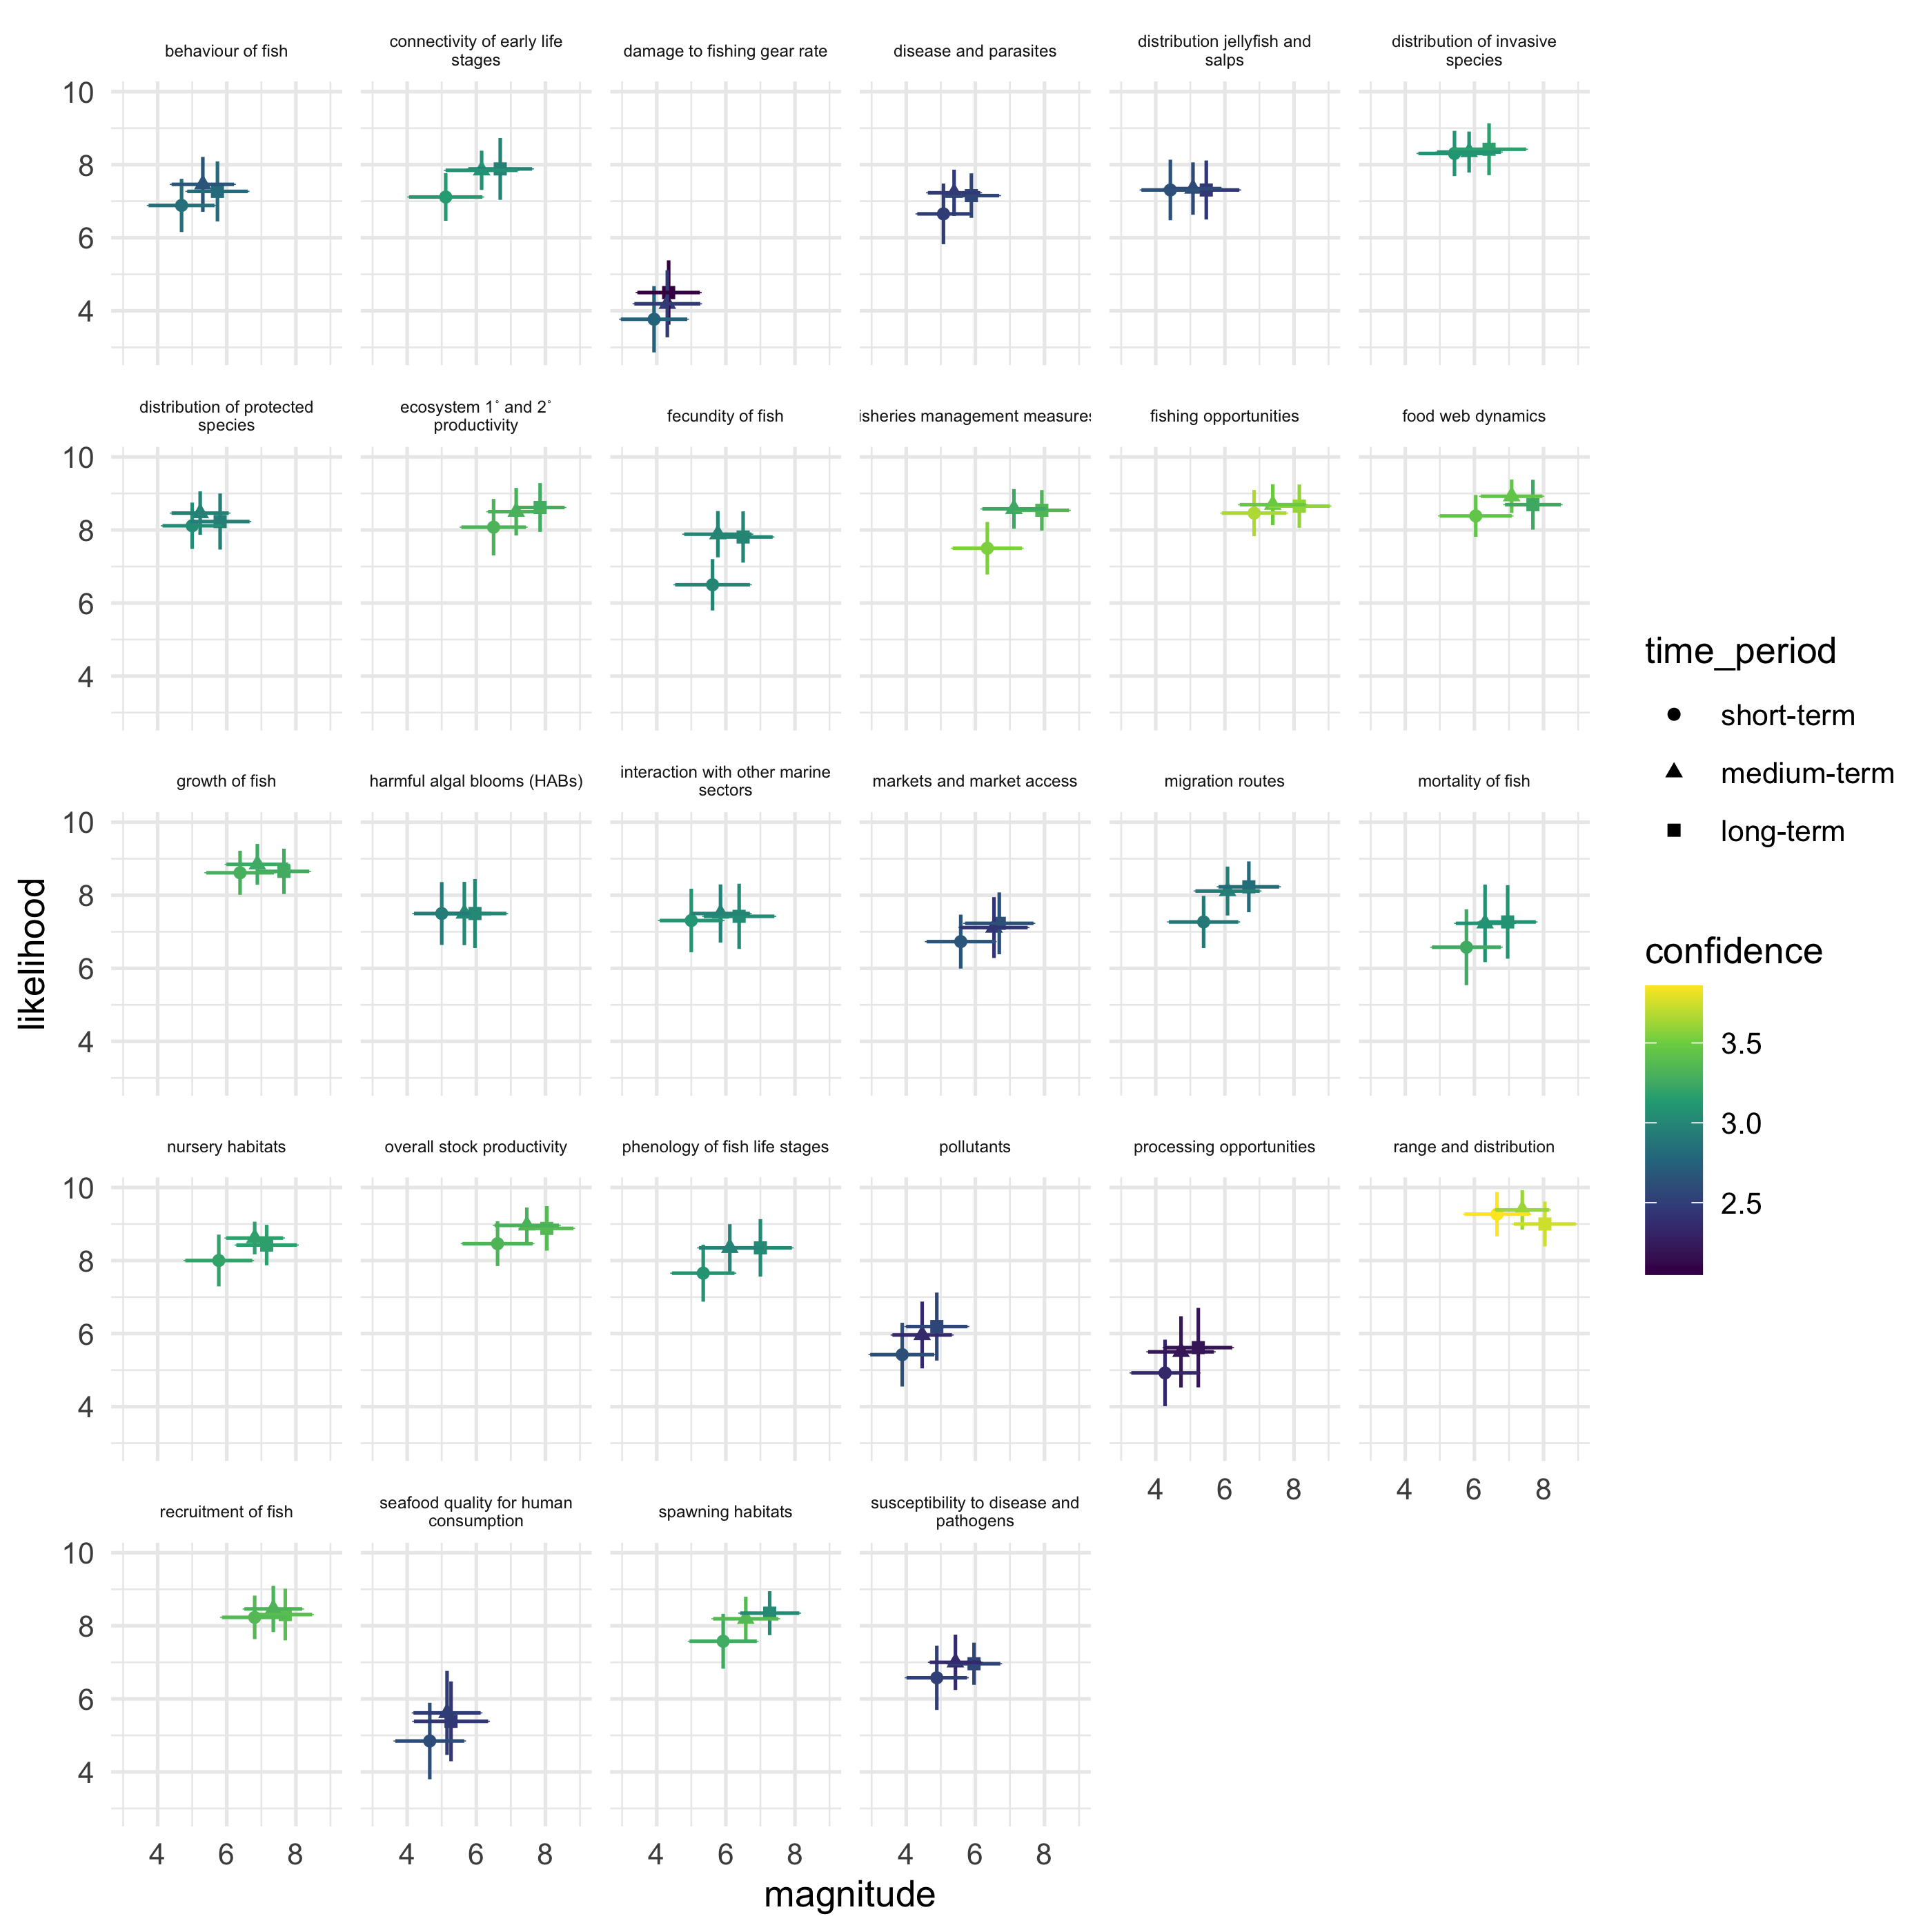 behaviour of fish
connectivity of early life
stages
damage to fishing gear rate
disease and parasites
distribution jellyfish and
salps
distribution of invasive
species
10
8
6
4
distribution of protected
species
ecosystem 1˚ and 2˚
productivity
fecundity of fish
isheries management measures
fishing opportunities
food web dynamics
10
8
6
4
growth of fish
harmful algal blooms (HABs)
interaction with other marine
sectors
markets and market access
migration routes
mortality of fish
10
8
6
4
nursery habitats
overall stock productivity
phenology of fish life stages
pollutants
processing opportunities
range and distribution
10
8
6
4
4 6 8
4 6 8
recruitment of fish
seafood quality for human
consumption
spawning habitats
susceptibility to disease and
pathogens
10
8
6
4
4 6 8
4 6 8
4 6 8
4 6 8
magnitude
likelihood
time_period
short-term
medium-term
long-term
confidence
3.5
3.0
2.5